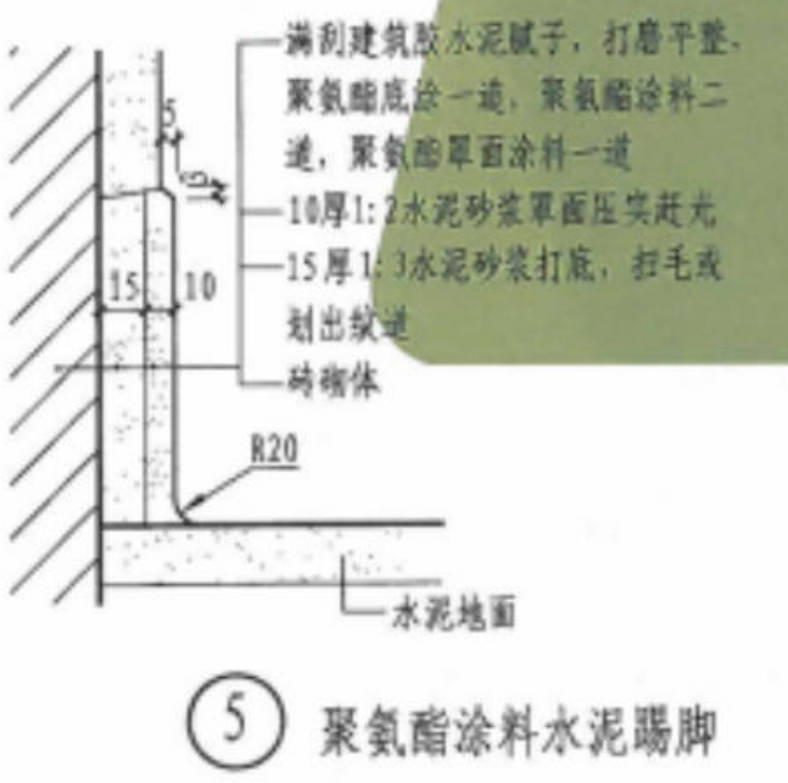 满刮建筑胶水泥腻子，打磨平整，
聚氨酯底涂一道，聚氨酯涂料二
道，聚氨酯罩面涂料一道
5
10厚1:2水泥砂浆罩面压实赶光
15厚1:3水泥砂浆打底，扫毛或
15 10
划出纹道
砖砌体
R20
水泥地面
5 聚氨酯涂料水泥踢脚